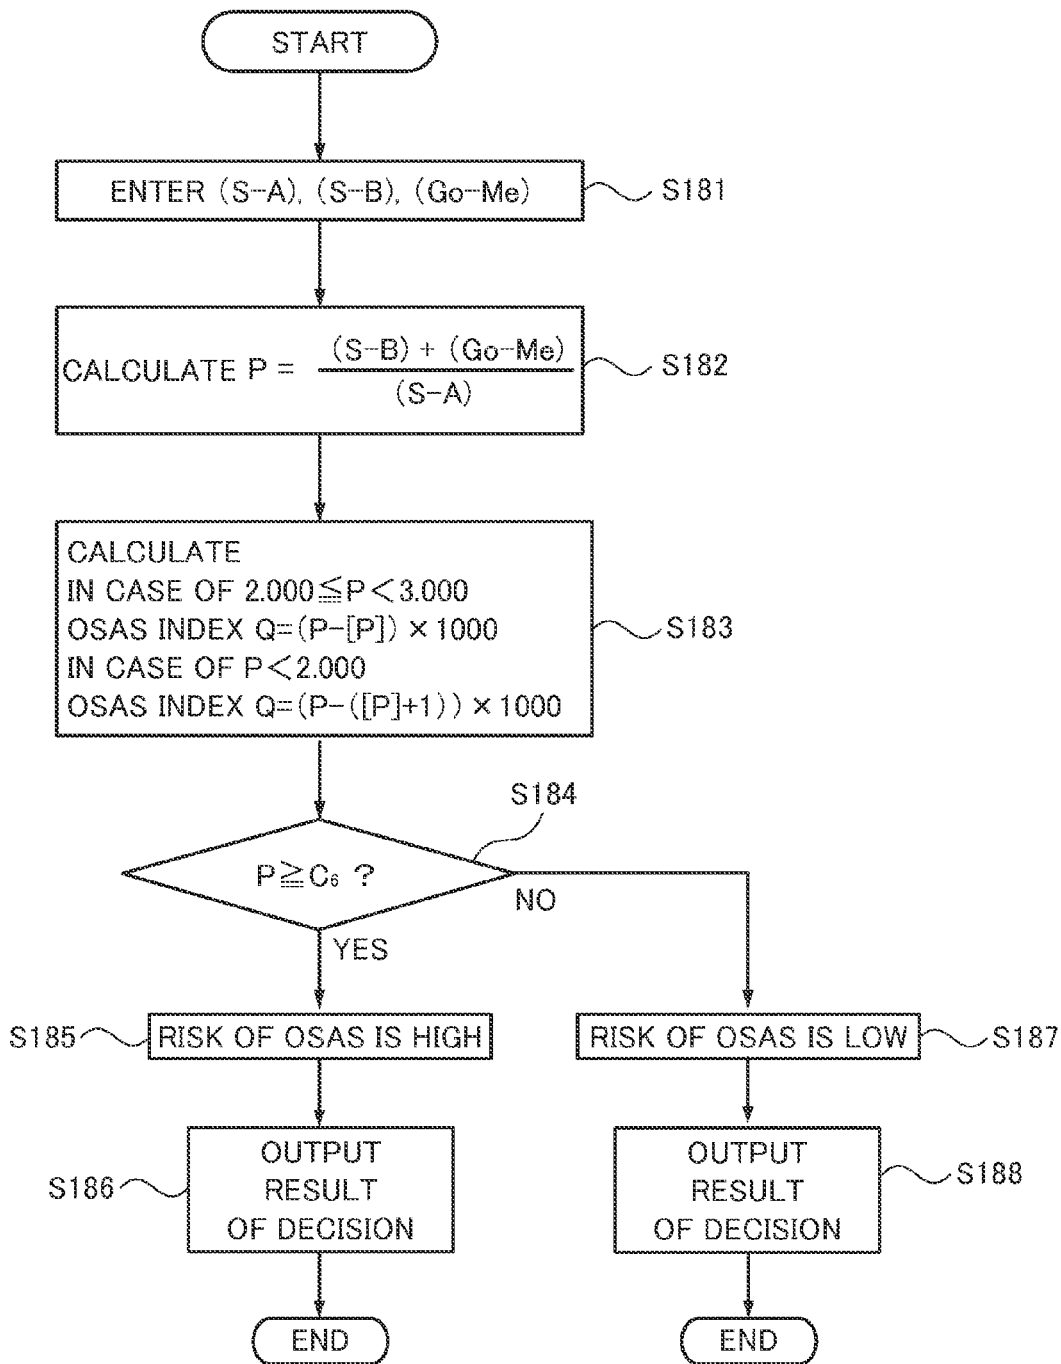 START
ENTER (S-A), (S-B), (Go-Me)
S181
CALCULATE P = (S-B) + (Go-Me)
(S-A)
S182
CALCULATE
IN CASE OF 2.000≦P<3.000
OSAS INDEX Q=(P-[P]) × 1000
IN CASE OF P<2.000
OSAS INDEX Q=(P-([P]+1)) × 1000
S183
S184
P≧C₆ ?
NO
YES
S185
RISK OF OSAS IS HIGH
RISK OF OSAS IS LOW
S187
S186
OUTPUT
RESULT
OF DECISION
OUTPUT
RESULT
OF DECISION
S188
END
END